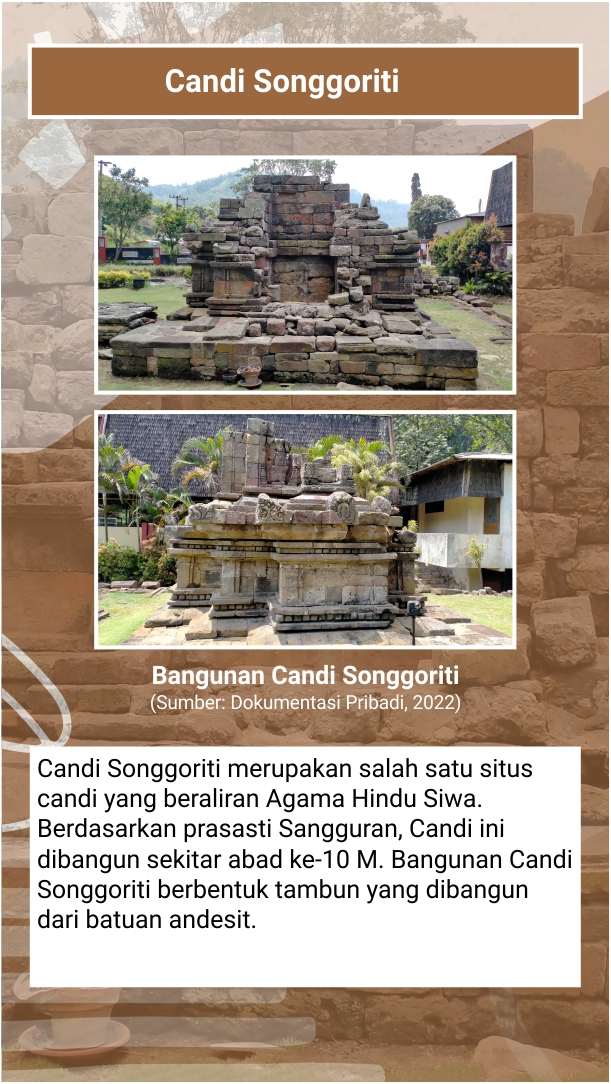 Candi Songgoriti
Bangunan Candi Songgoriti
(Sumber: Dokumentasi Pribadi, 2022)
Candi Songgoriti merupakan salah satu situs
candi yang beraliran Agama Hindu Siwa.
Berdasarkan prasasti Sangguran, Candi ini
dibangun sekitar abad ke-10 M. Bangunan Candi
Songgoriti berbentuk tambun yang dibangun
dari batuan andesit.